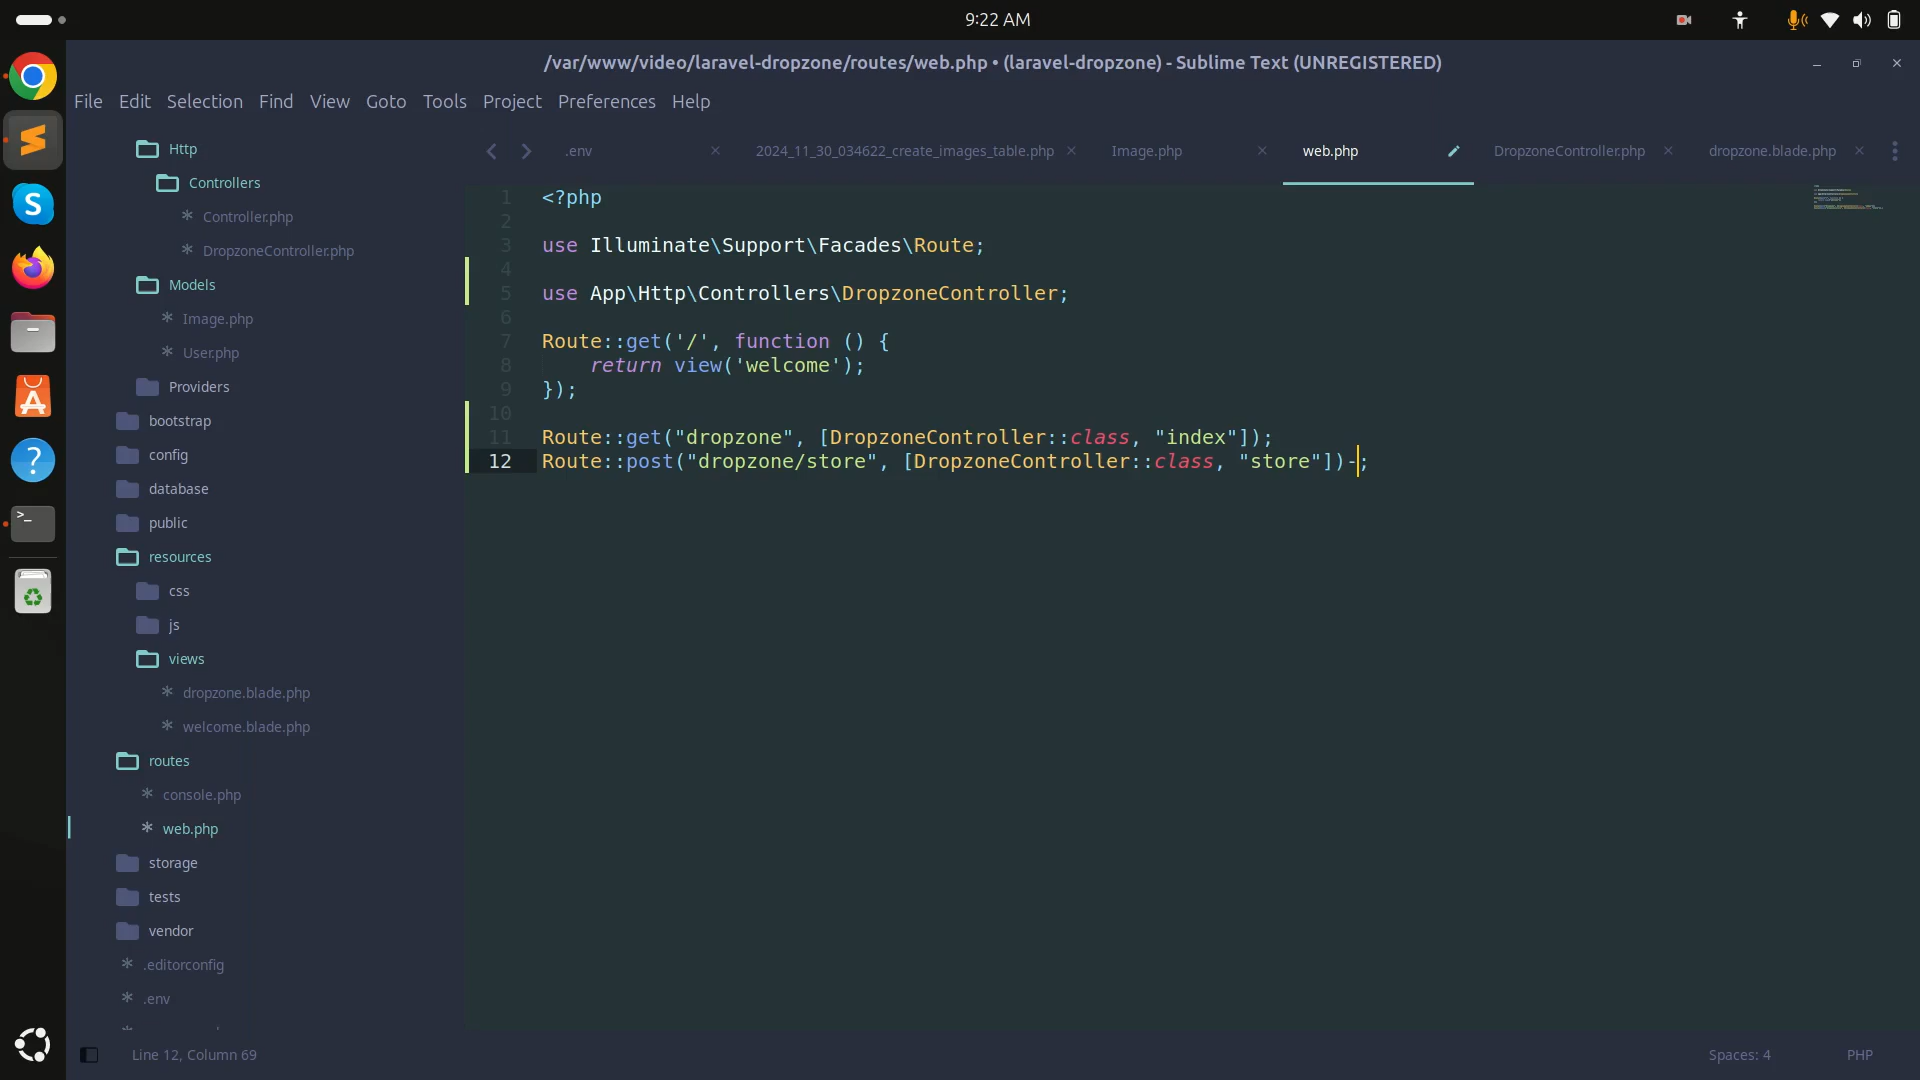 9:22 AM
/var/www/video/laravel-dropzone/routes/web.php • (laravel-dropzone) - Sublime Text (UNREGISTERED)
File Edit Selection Find View Goto Tools Project Preferences Help
.env 2024_11_30_034622_create_images_table.php Image.php web.php DropzoneController.php dropzone.blade.php
Http
Controllers
Controller.php
DropzoneController.php
Models
Image.php
User.php
Providers
bootstrap
config
database
public
resources
css
js
views
dropzone.blade.php
welcome.blade.php
routes
console.php
web.php
storage
tests
vendor
.editorconfig
.env
1 <?php
2
3 use Illuminate\Support\Facades\Route;
4
5 use App\Http\Controllers\DropzoneController;
6
7 Route::get('/', function () {
8     return view('welcome');
9 });
10
11 Route::get("dropzone", [DropzoneController::class, "index"]);
12 Route::post("dropzone/store", [DropzoneController::class, "store"])-;
Line 12, Column 69
Spaces: 4
PHP